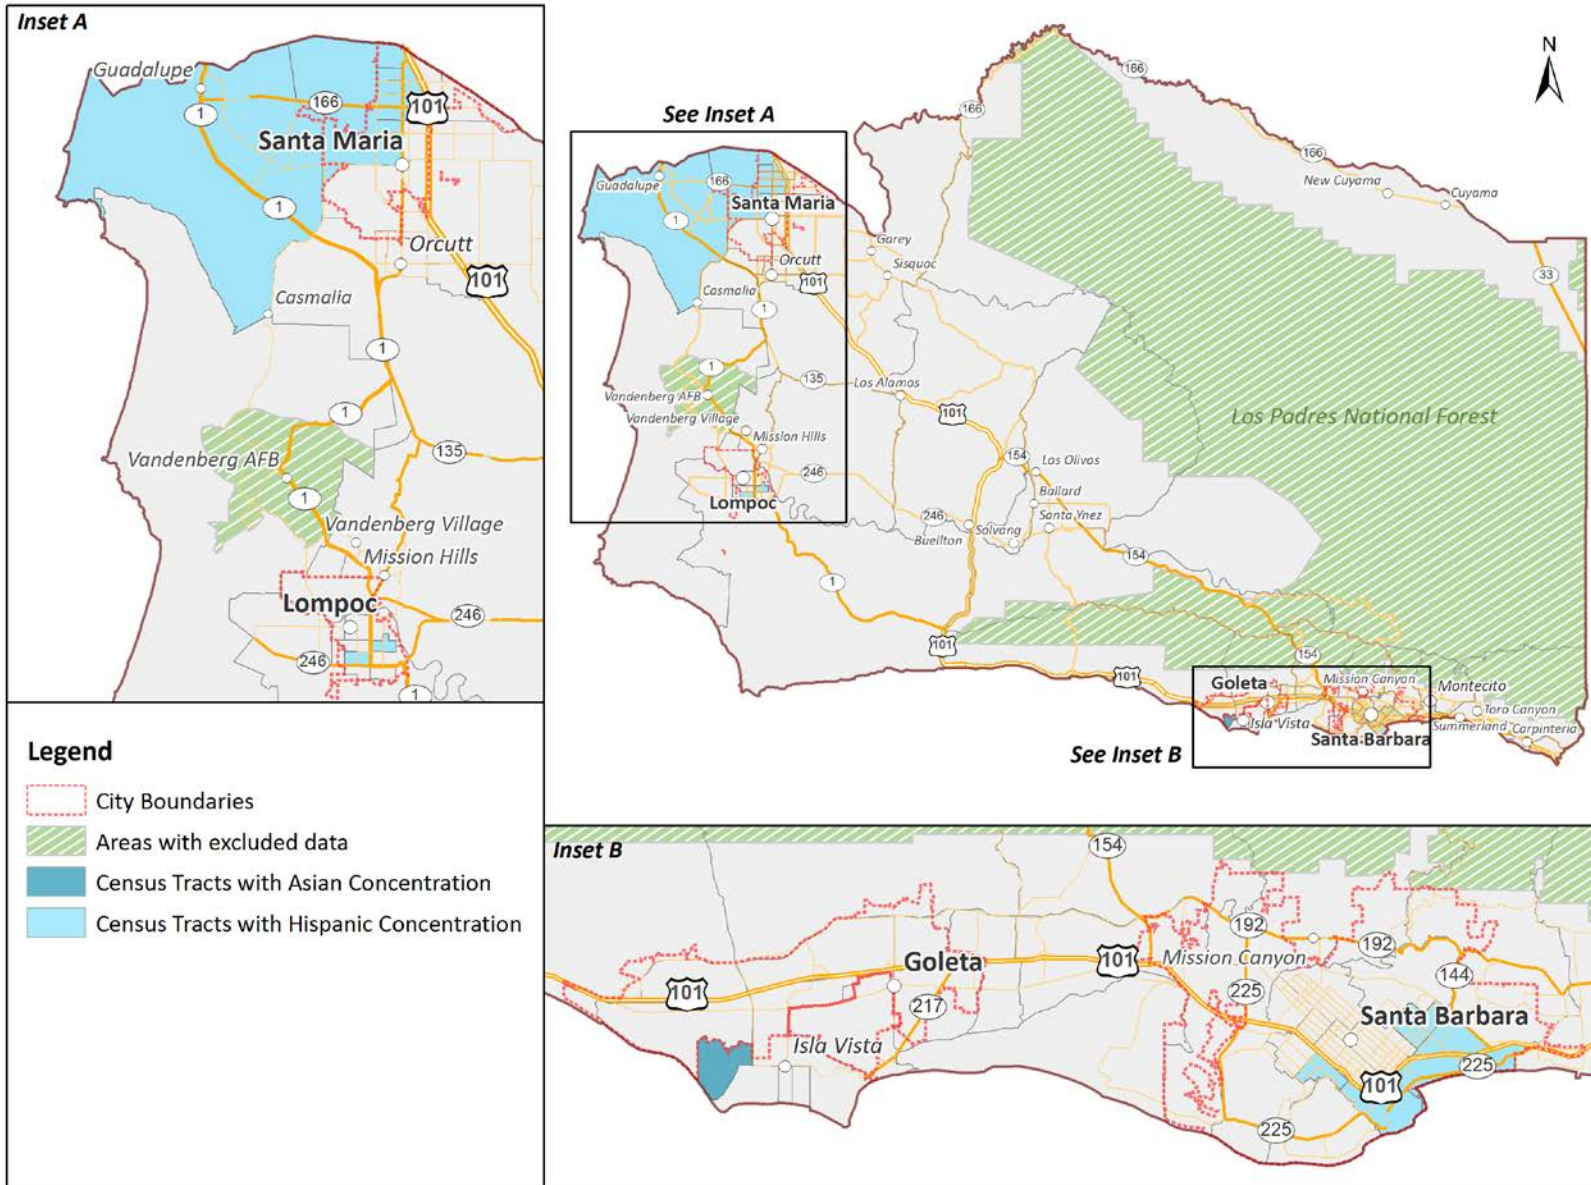 Inset A
Guadalupe
166
101
1
Santa Maria
1
Orcutt
101
Casmalia
1
1
135
Vandenberg AFB
1
Vandenberg Village
Mission Hills
Lompoc
246
246
1
Legend
City Boundaries
Areas with excluded data
Census Tracts with Asian Concentration
Census Tracts with Hispanic Concentration
N
See Inset A
166
166
166
Guadalupe
166
New Cuyama
Cuyama
Santa Maria
1
Garey
Orcutt
Sisquoc
101
33
Casmalia
1
1
135
Los Alamos
Vandenberg AFB
101
Los Padres National Forest
Vandenberg Village
Mission Hills
154
Los Olivos
246
Ballard
Lompoc
246
Solvang
Santa Ynez
Buellton
154
1
101
154
101
Goleta
Mission Canyon
Montecito
Isla Vista
Toro Canyon
Summerland
Carpinteria
Santa Barbara
See Inset B
Inset B
154
192
192
Goleta
101
Mission Canyon
144
101
217
225
Santa Barbara
Isla Vista
225
101
225